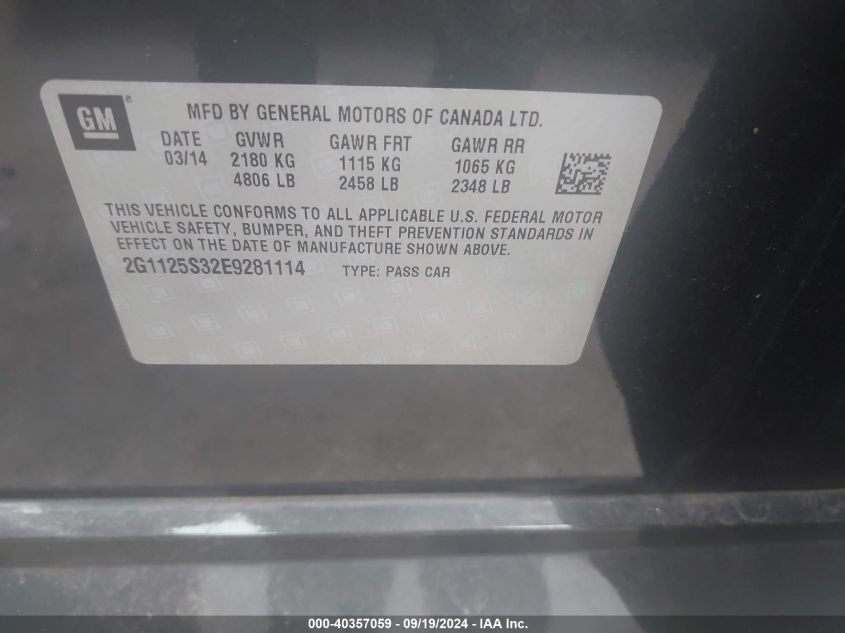 GM®
MFD BY GENERAL MOTORS OF CANADA LTD.
DATE GVWR GAWR FRT GAWR RR
03/14 2180 KG 1115 KG 1065 KG
4806 LB 2458 LB 2348 LB
THIS VEHICLE CONFORMS TO ALL APPLICABLE U.S. FEDERAL MOTOR
VEHICLE SAFETY, BUMPER, AND THEFT PREVENTION STANDARDS IN
EFFECT ON THE DATE OF MANUFACTURE SHOWN ABOVE.
2G1125S32E9281114 TYPE: PASS CAR
000-40357059 - 09/19/2024 - IAA Inc.